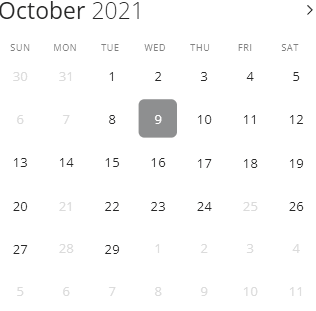 October 2021
SUN MON TUE WED THU FRI SAT
30 31 1 2 3 4 5
6 7 8 9 10 11 12
13 14 15 16 17 18 19
20 21 22 23 24 25 26
27 28 29 1 2 3 4
5 6 7 8 9 10 11